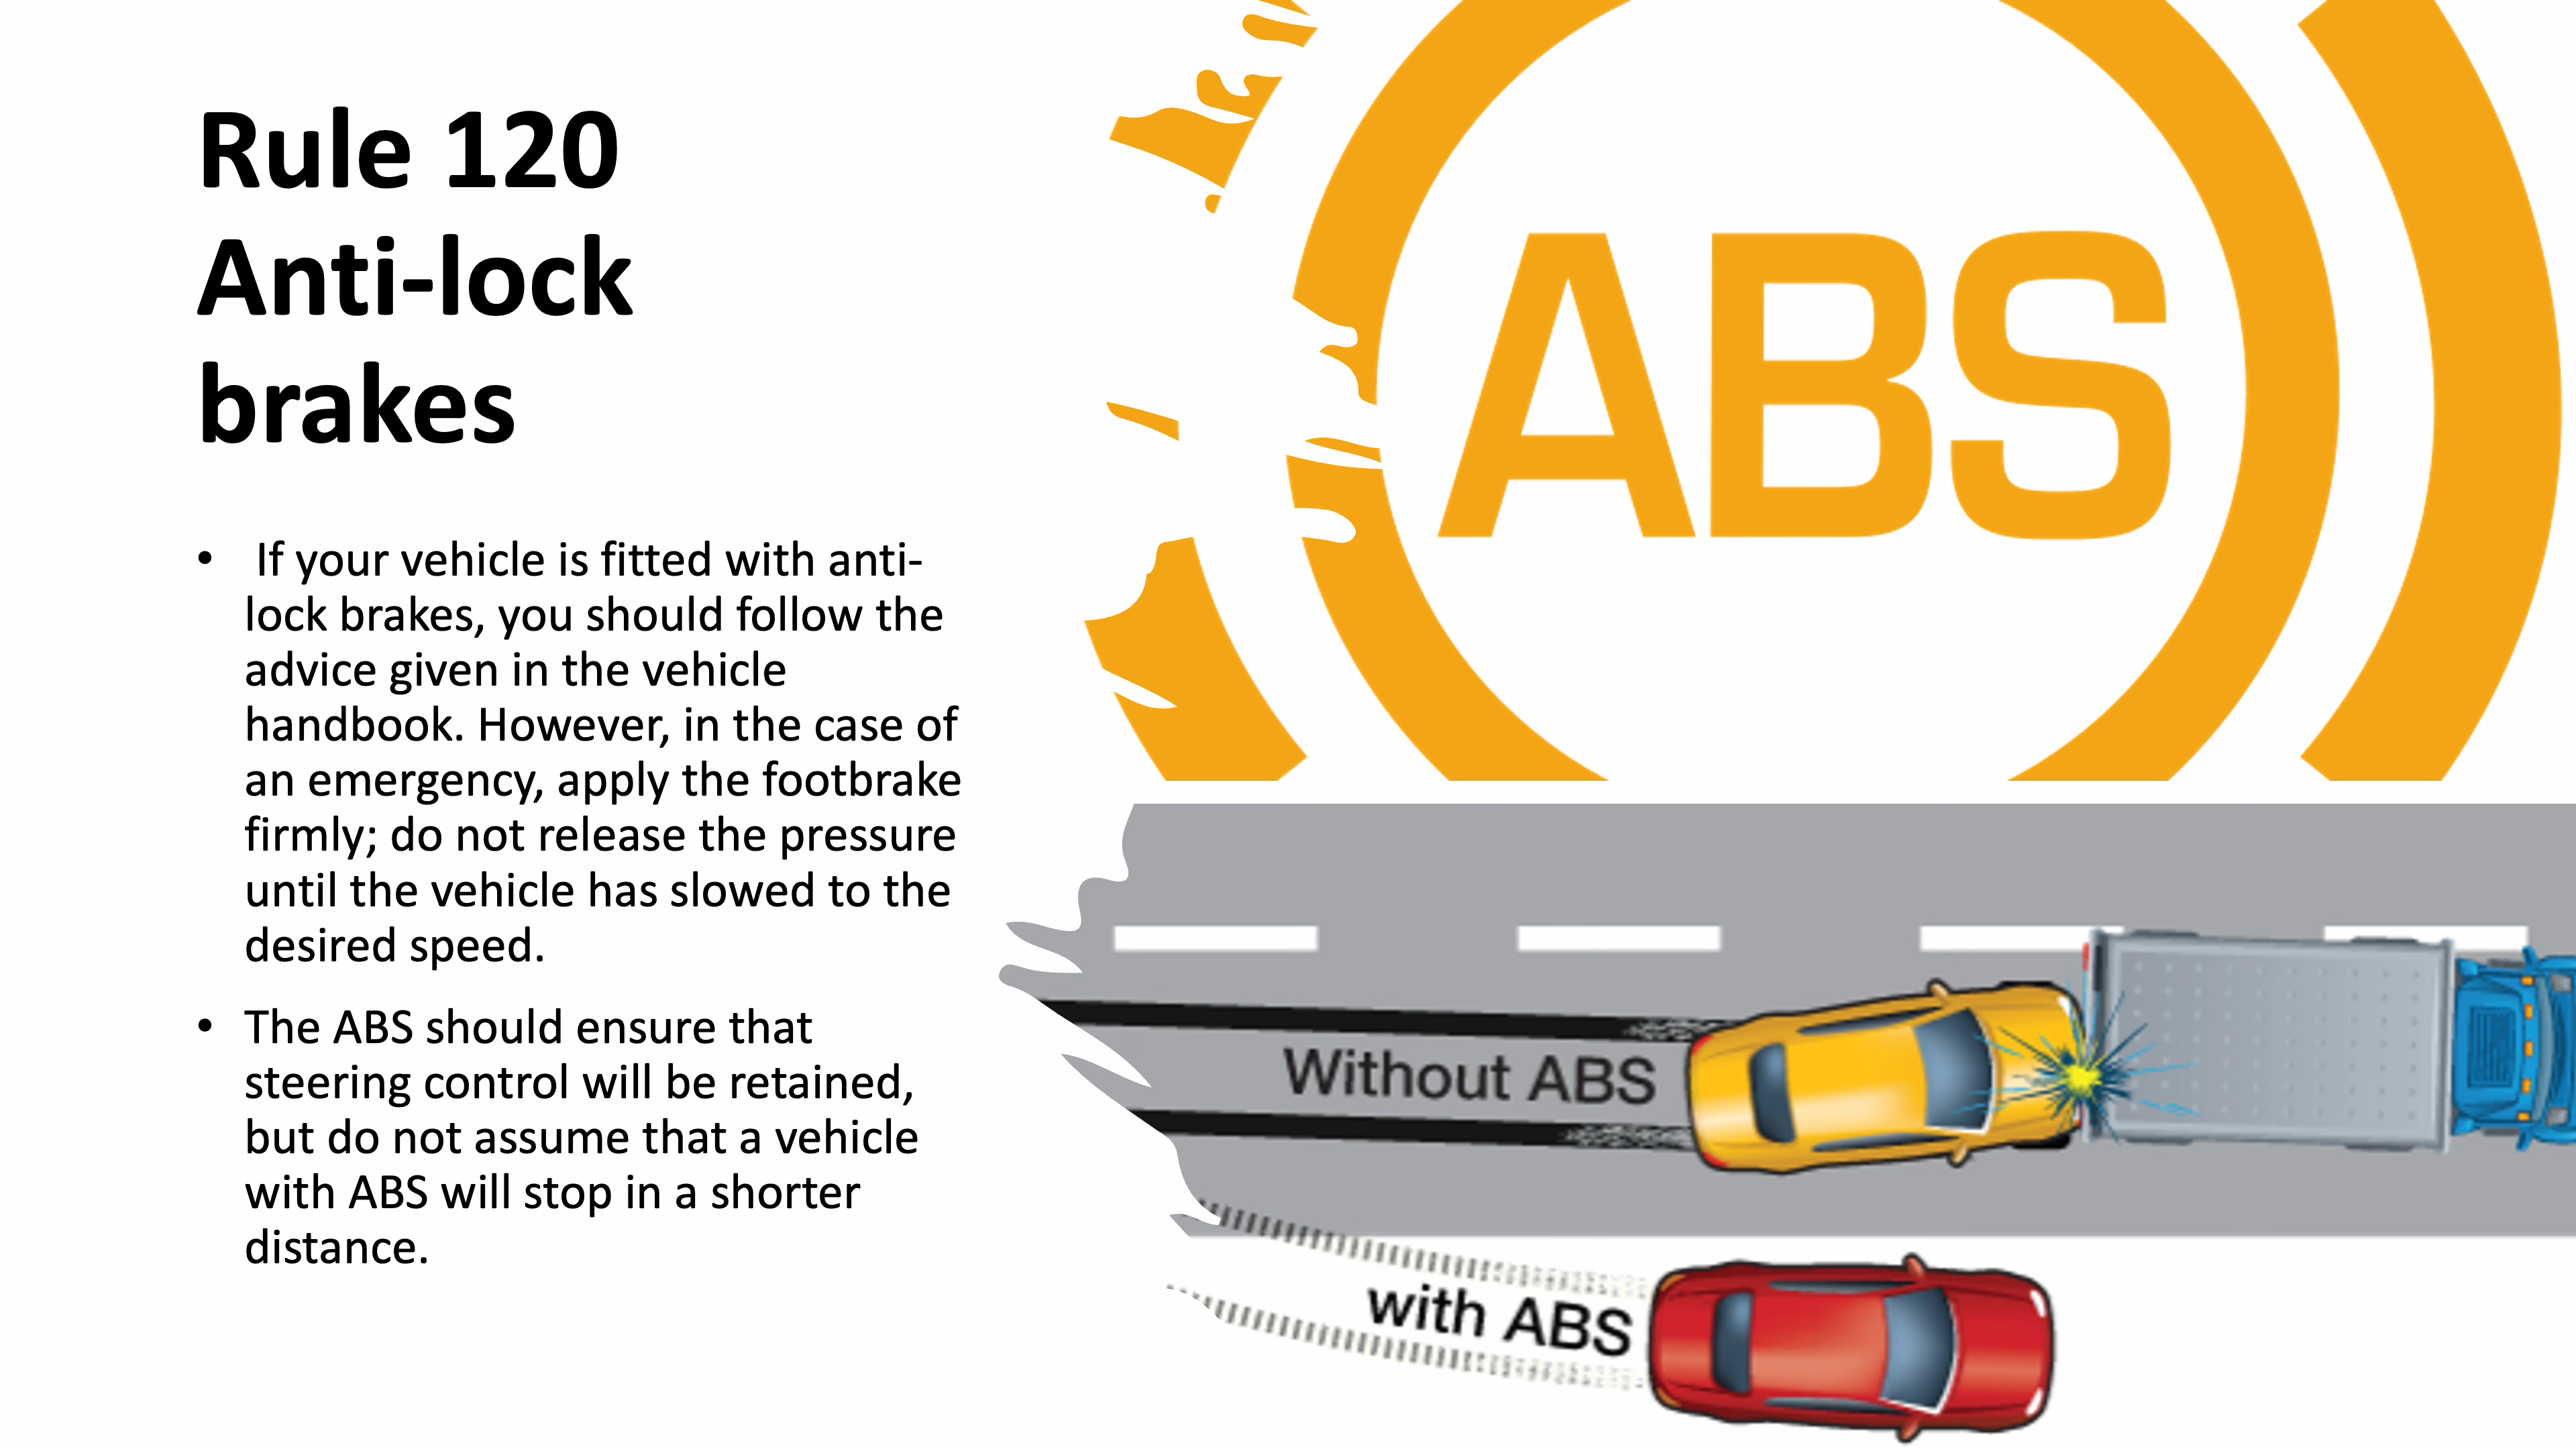 Rule 120
Anti-lock
brakes
• If your vehicle is fitted with anti-
lock brakes, you should follow the
advice given in the vehicle
handbook. However, in the case of
an emergency, apply the footbrake
firmly; do not release the pressure
until the vehicle has slowed to the
desired speed.
• The ABS should ensure that
steering control will be retained,
but do not assume that a vehicle
with ABS will stop in a shorter
distance.
ABS
Without ABS
with ABS